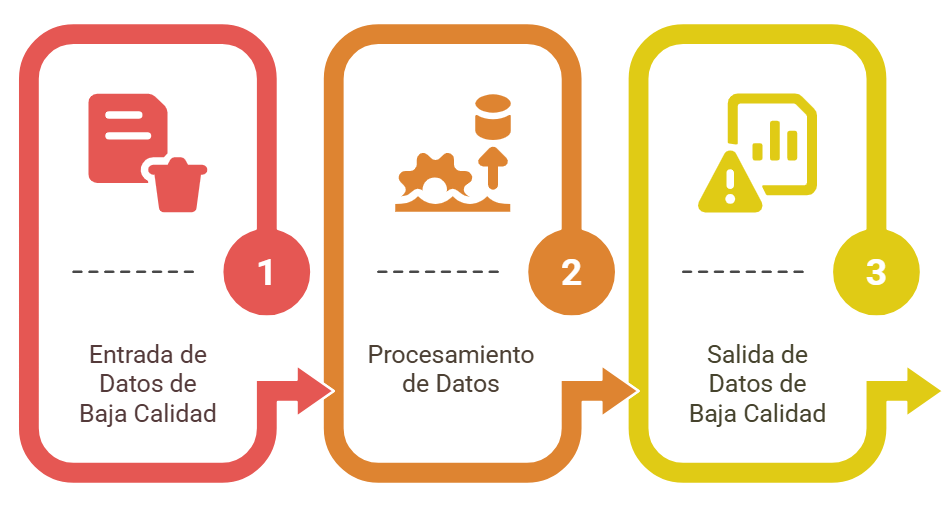 1
Entrada de
Datos de
Baja Calidad
2
Procesamiento
de Datos
3
Salida de
Datos de
Baja Calidad